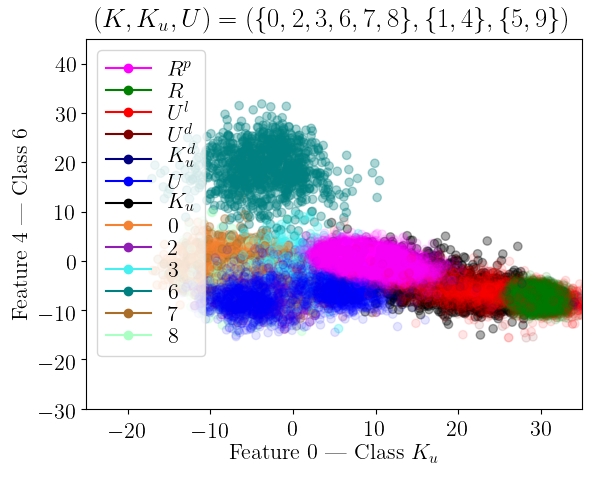 (K, K_u, U) = ({0, 2, 3, 6, 7, 8}, {1, 4}, {5, 9})
40
30
20
10
0
−10
−20
−30
Feature 4 — Class 6
R^p
R
U^l
U^d
K_u^d
U
K_u
0
2
3
6
7
8
−20
−10
0
10
20
30
Feature 0 — Class K_u